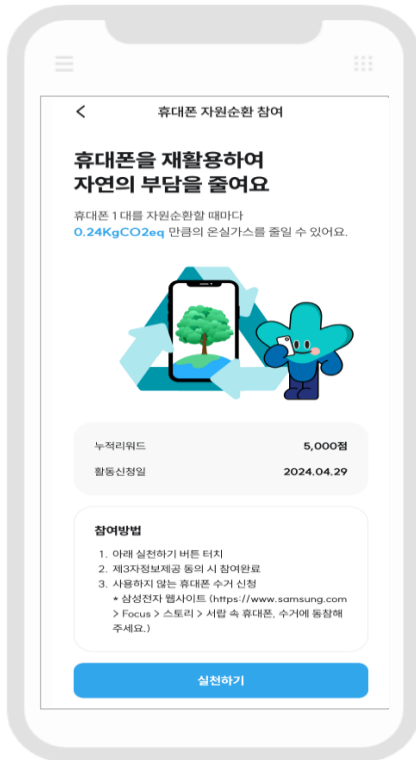 휴대폰 자원순환 참여
휴대폰을 재활용하여
자연의 부담을 줄여요
휴대폰 1대를 자원순환할 때마다
0.24KgCO2eq 만큼의 온실가스를 줄일 수 있어요.
누적리워드 5,000점
활동신청일 2024.04.29
참여방법
1. 아래 실천하기 버튼 터치
2. 제3자정보제공 동의 시 참여완료
3. 사용하지 않는 휴대폰 수거 신청
* 삼성전자 웹사이트 (https://www.samsung.com
> Focus > 스토리 > 서랍 속 휴대폰, 수거에 동참해
주세요.)
실천하기